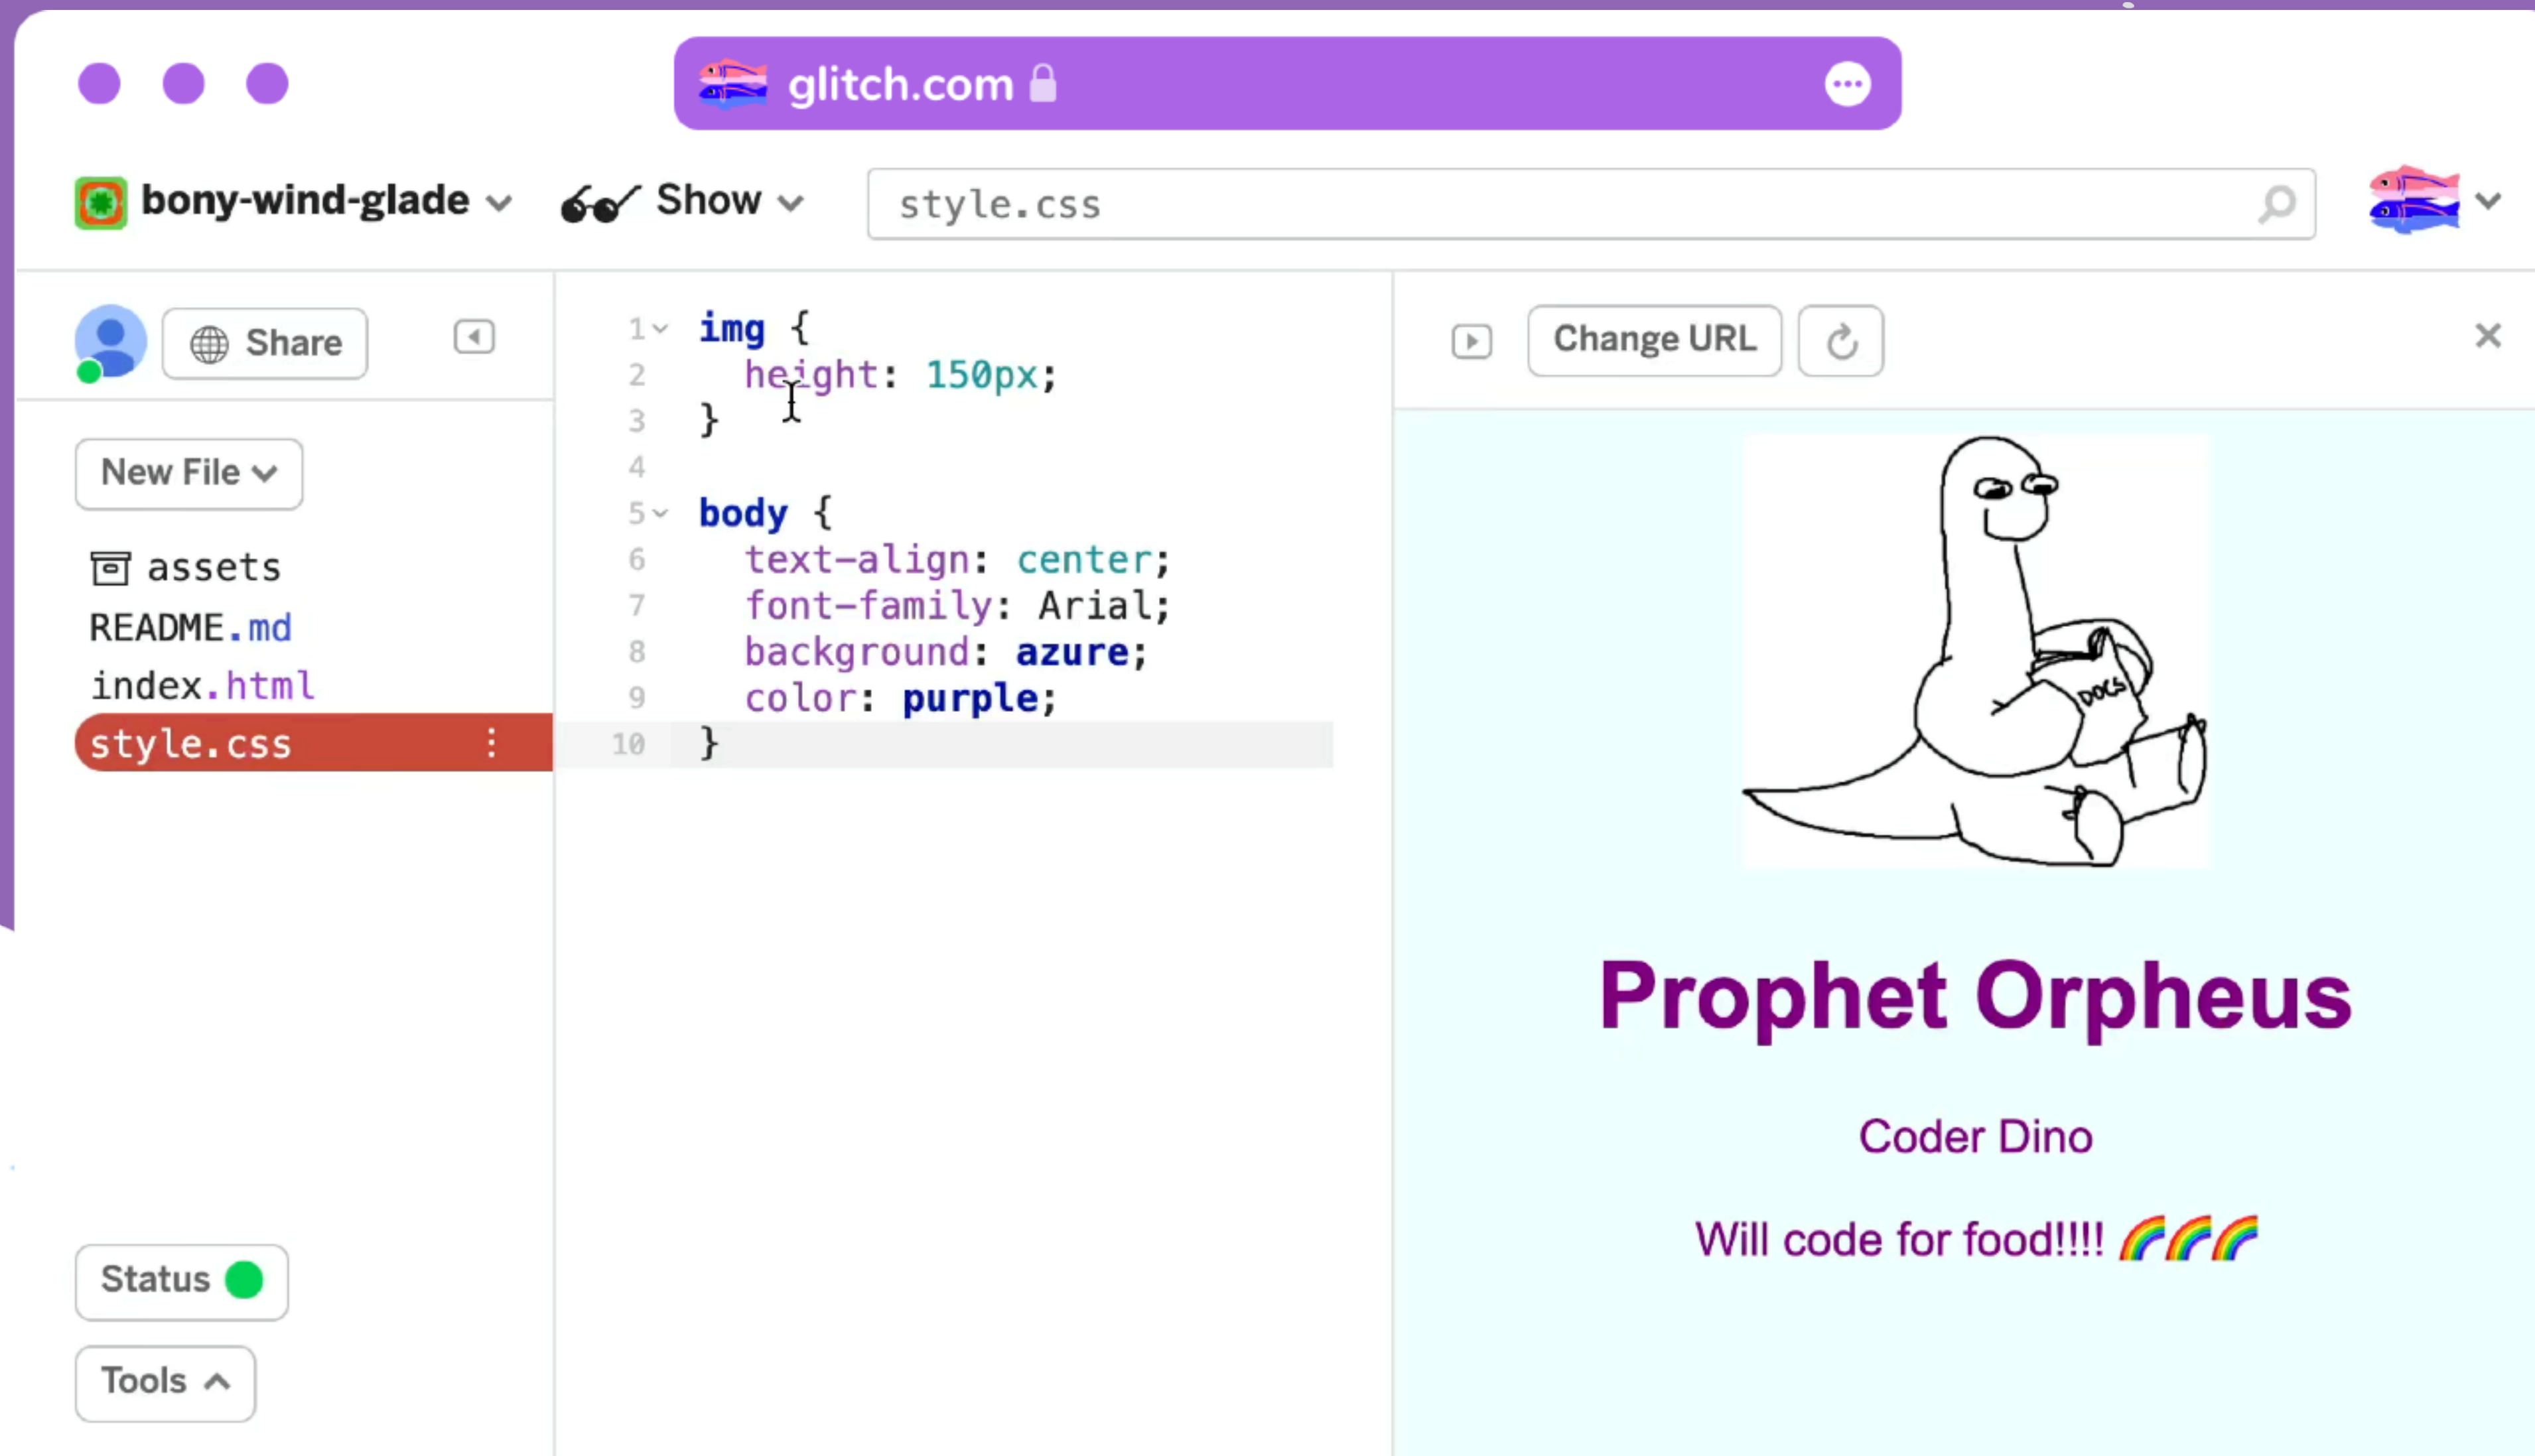 glitch.com
bony-wind-glade
Show
style.css
Share
Change URL
New File
assets
README.md
index.html
style.css
1 img {
2 height: 150px;
3 }
4
5 body {
6 text-align: center;
7 font-family: Arial;
8 background: azure;
9 color: purple;
10 }
DOCS
Prophet Orpheus
Coder Dino
Will code for food!!!! 🌈🌈🌈
Status
Tools